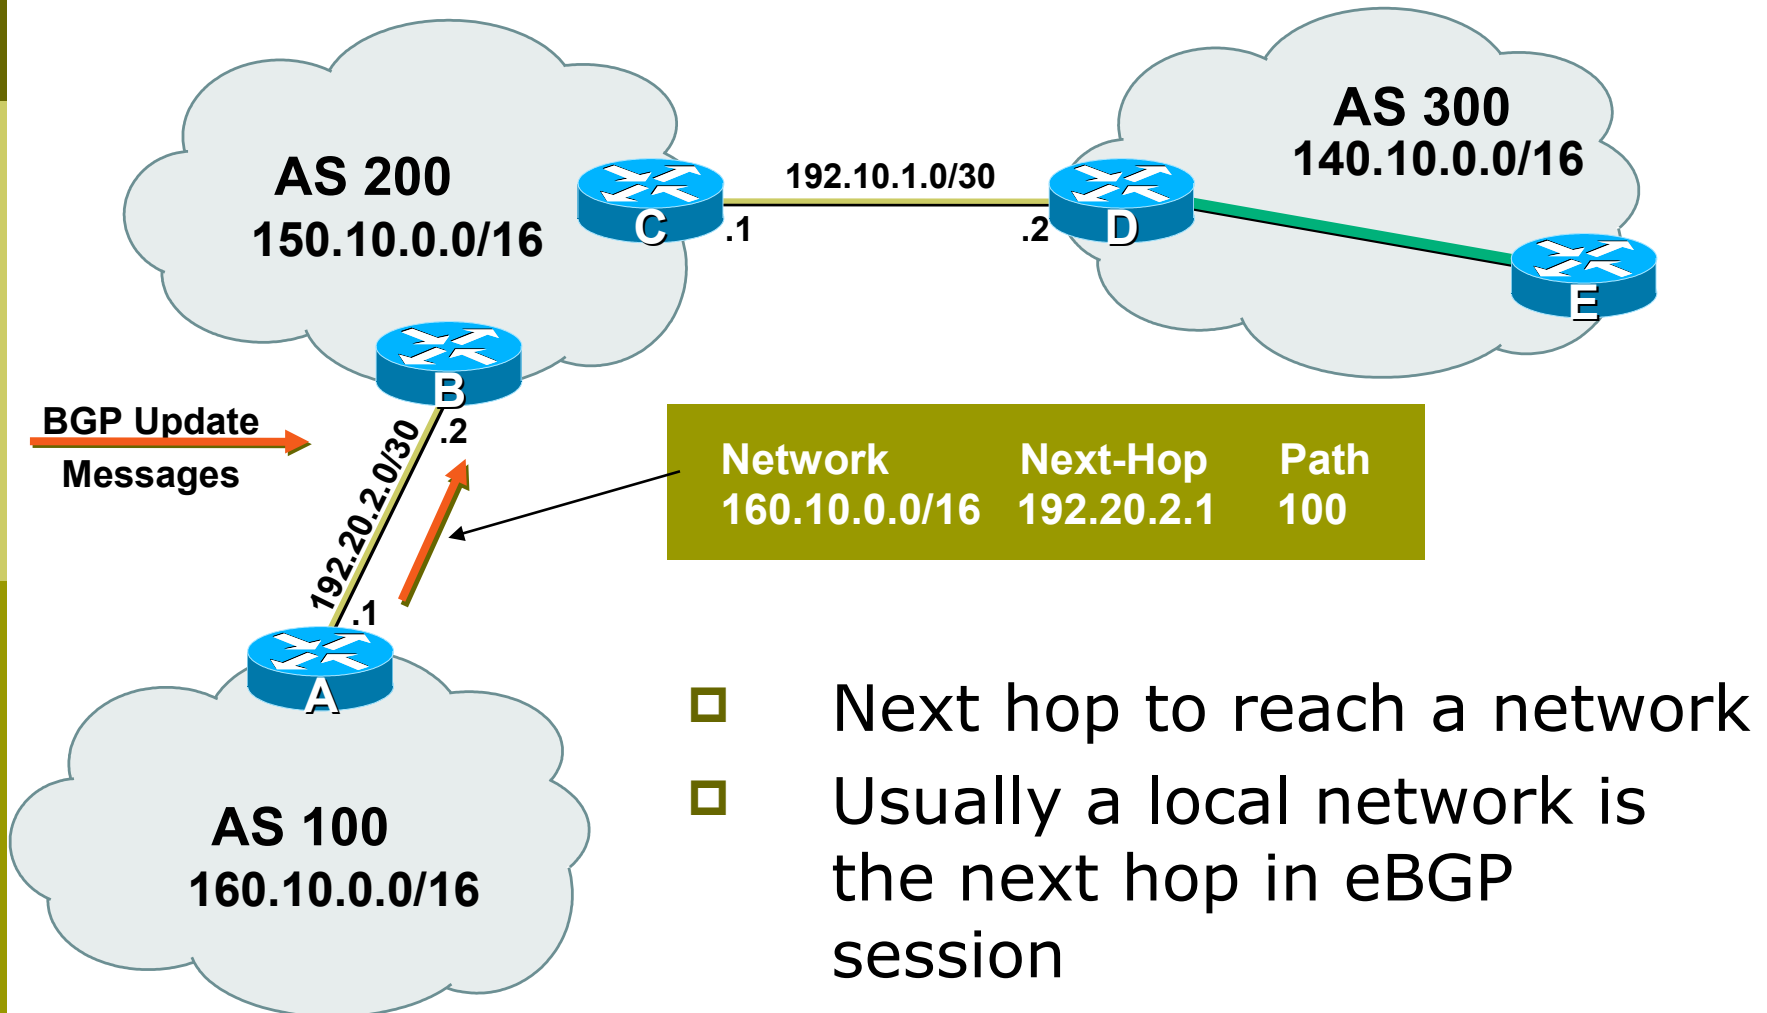 AS 300
140.10.0.0/16
AS 200
150.10.0.0/16
192.10.1.0/30
C
.1
.2
D
E
B
.2
BGP Update
Messages
192.20.2.0/30
Network Next-Hop Path
160.10.0.0/16 192.20.2.1 100
.1
A
AS 100
160.10.0.0/16
Next hop to reach a network
Usually a local network is
the next hop in eBGP
session